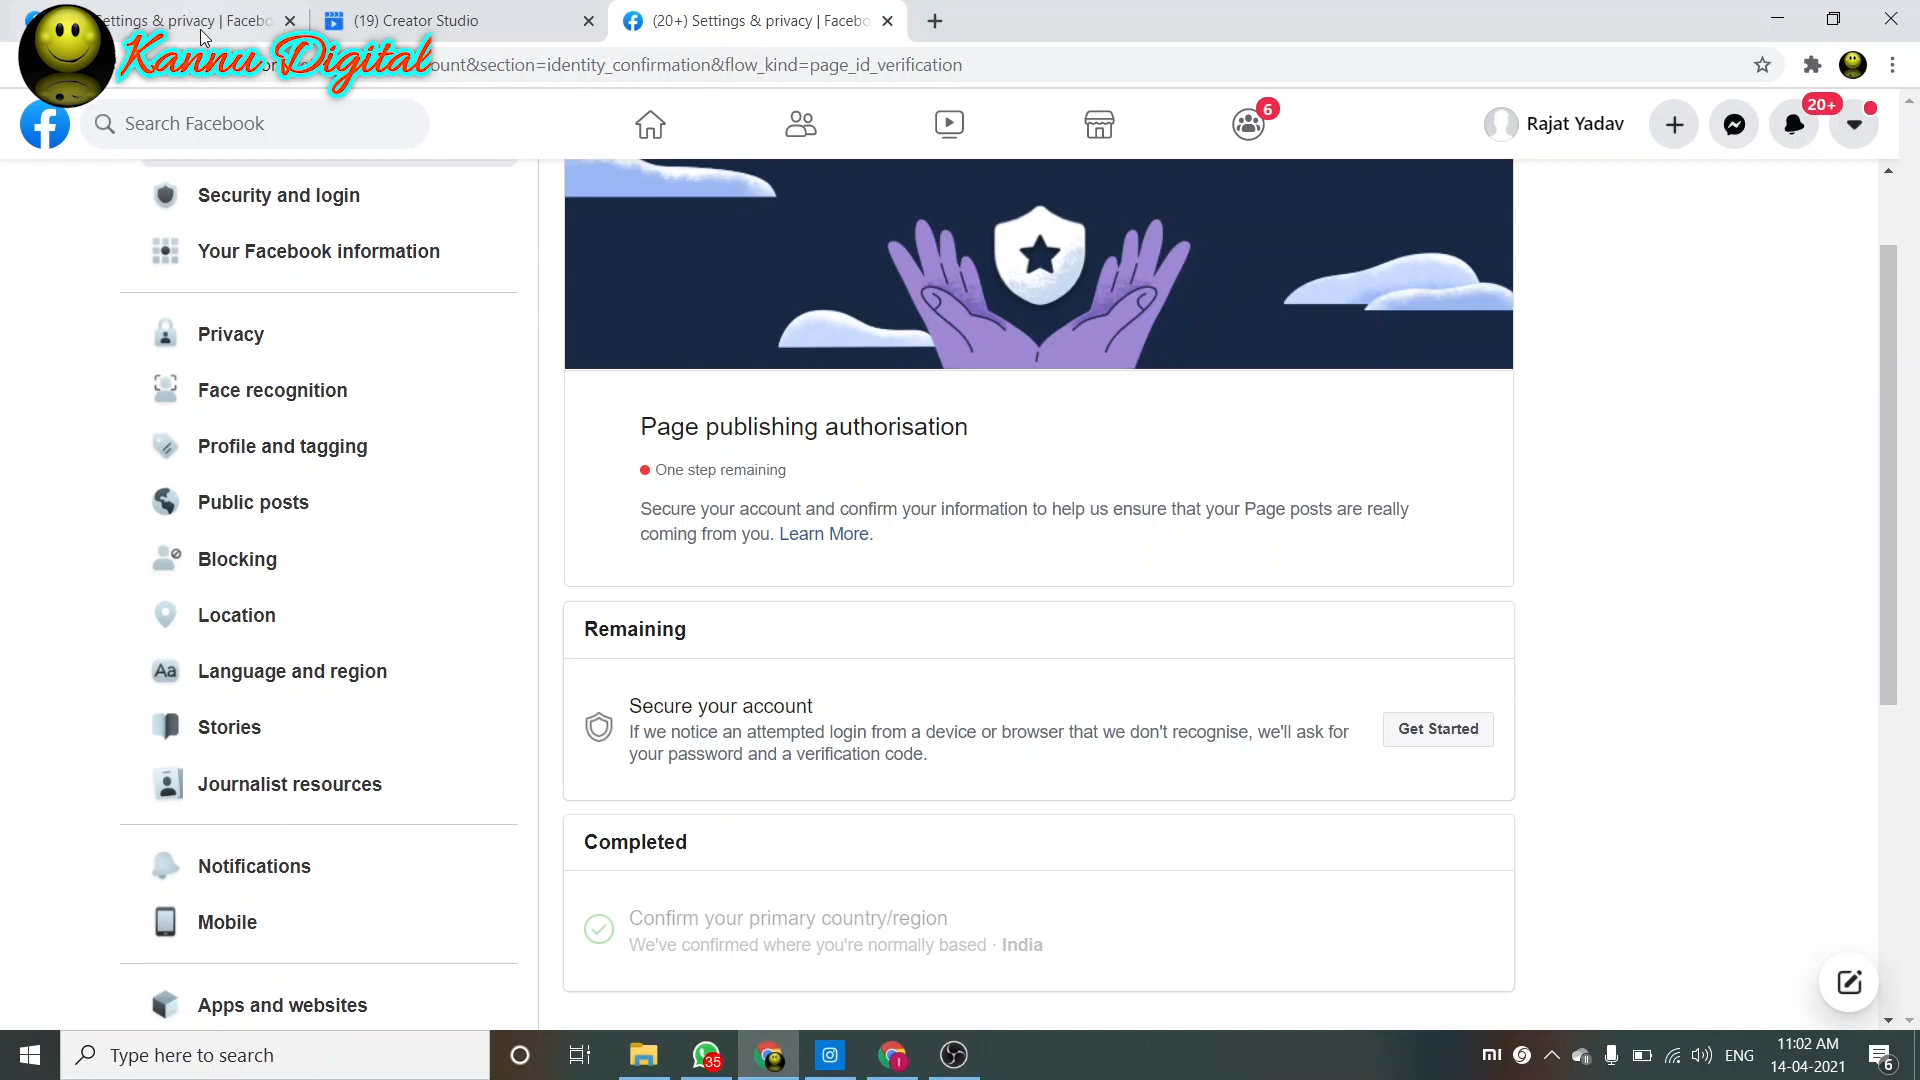 Settings & privacy | Facebo
(19) Creator Studio
(20+) Settings & privacy | Facebo
Kannu Digital
ount&section=identity_confirmation&flow_kind=page_id_verification
Search Facebook
6
Rajat Yadav
20+
Security and login
Your Facebook information
Privacy
Face recognition
Profile and tagging
Public posts
Blocking
Location
Aa Language and region
Stories
Journalist resources
Notifications
Mobile
Apps and websites
Page publishing authorisation
One step remaining
Secure your account and confirm your information to help us ensure that your Page posts are really
coming from you. Learn More.
Remaining
Secure your account
If we notice an attempted login from a device or browser that we don't recognise, we'll ask for
your password and a verification code.
Get Started
Completed
Confirm your primary country/region
We've confirmed where you're normally based · India
Type here to search
35
mi
ENG
11:02 AM
14-04-2021
6